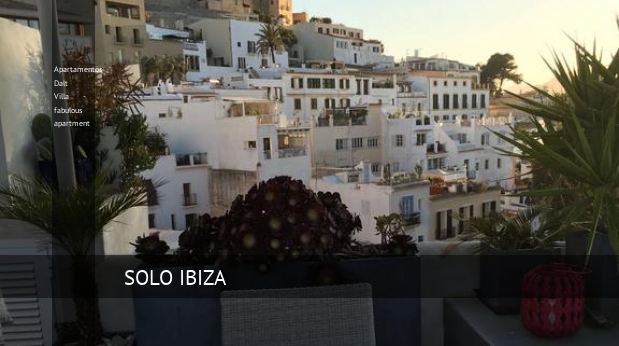 Apartamentos
Dalt
Villa
fabulous
apartment
SOLO IBIZA